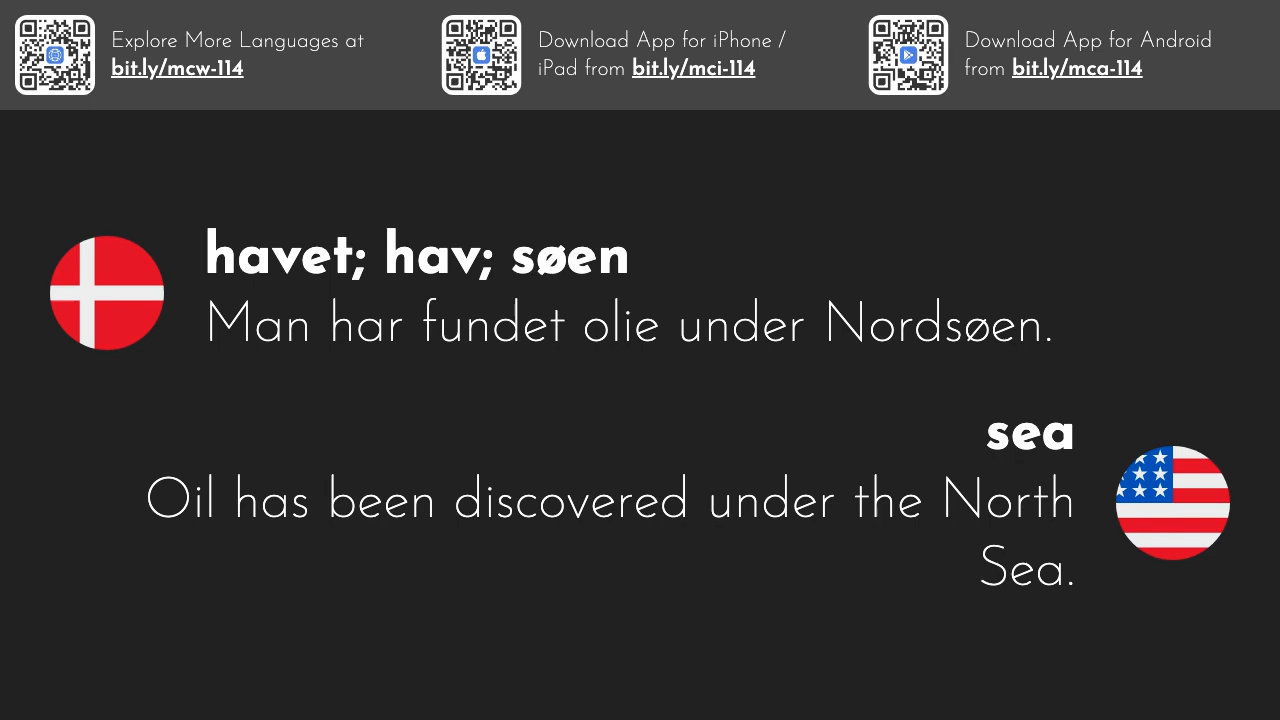 Explore More Languages at
bit.ly/mcw-114
Download App for iPhone /
iPad from bit.ly/mci-114
Download App for Android
from bit.ly/mca-114
havet; hav; søen
Man har fundet olie under Nordsøen.
sea
Oil has been discovered under the North
Sea.